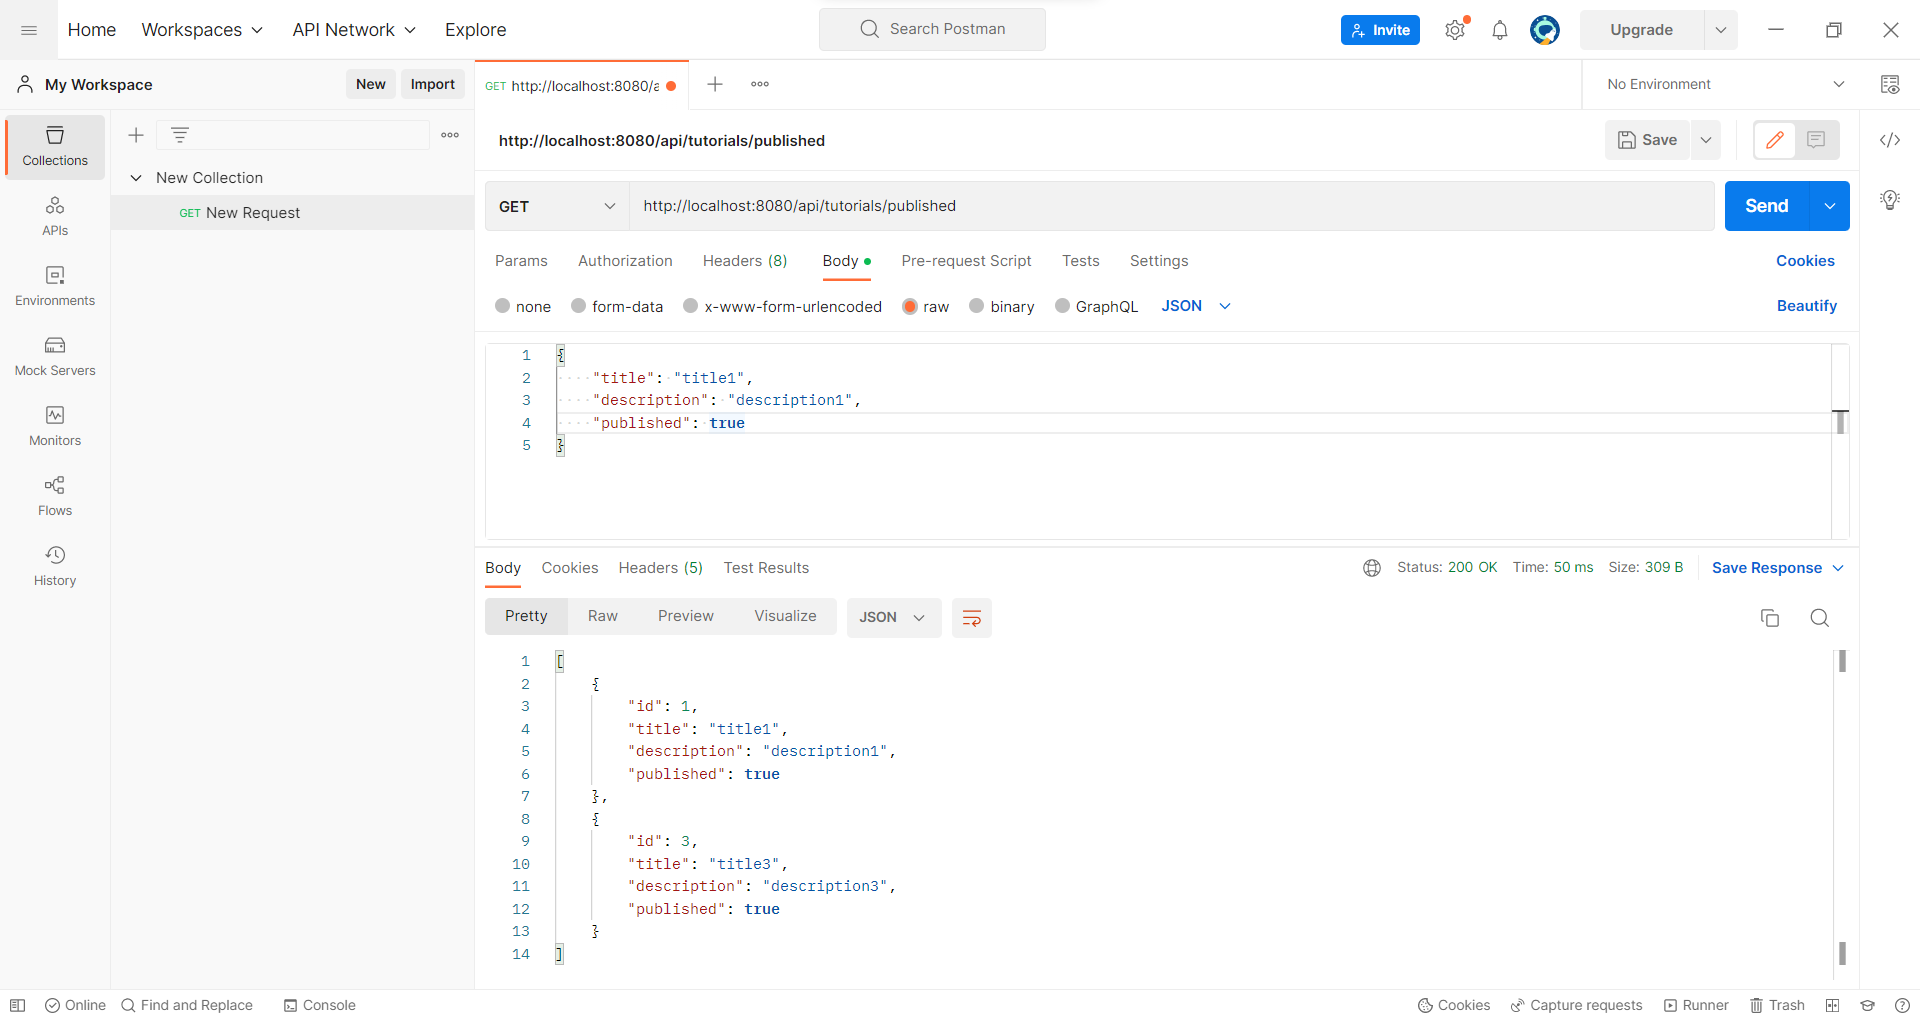 Home Workspaces API Network Explore Search Postman Invite Upgrade
My Workspace New Import GET http://localhost:8080/a No Environment
http://localhost:8080/api/tutorials/published Save
Collections
New Collection
GET New Request
APIs
Environments
Mock Servers
Monitors
Flows
History
GET http://localhost:8080/api/tutorials/published Send
Params Authorization Headers (8) Body Pre-request Script Tests Settings Cookies
none form-data x-www-form-urlencoded raw binary GraphQL JSON Beautify
1 {
2 "title": "title1",
3 "description": "description1",
4 "published": true
5 }
Body Cookies Headers (5) Test Results Status: 200 OK Time: 50 ms Size: 309 B Save Response
Pretty Raw Preview Visualize JSON
1 [
2 {
3 "id": 1,
4 "title": "title1",
5 "description": "description1",
6 "published": true
7 },
8 {
9 "id": 3,
10 "title": "title3",
11 "description": "description3",
12 "published": true
13 }
14 ]
Online Find and Replace Console Cookies Capture requests Runner Trash